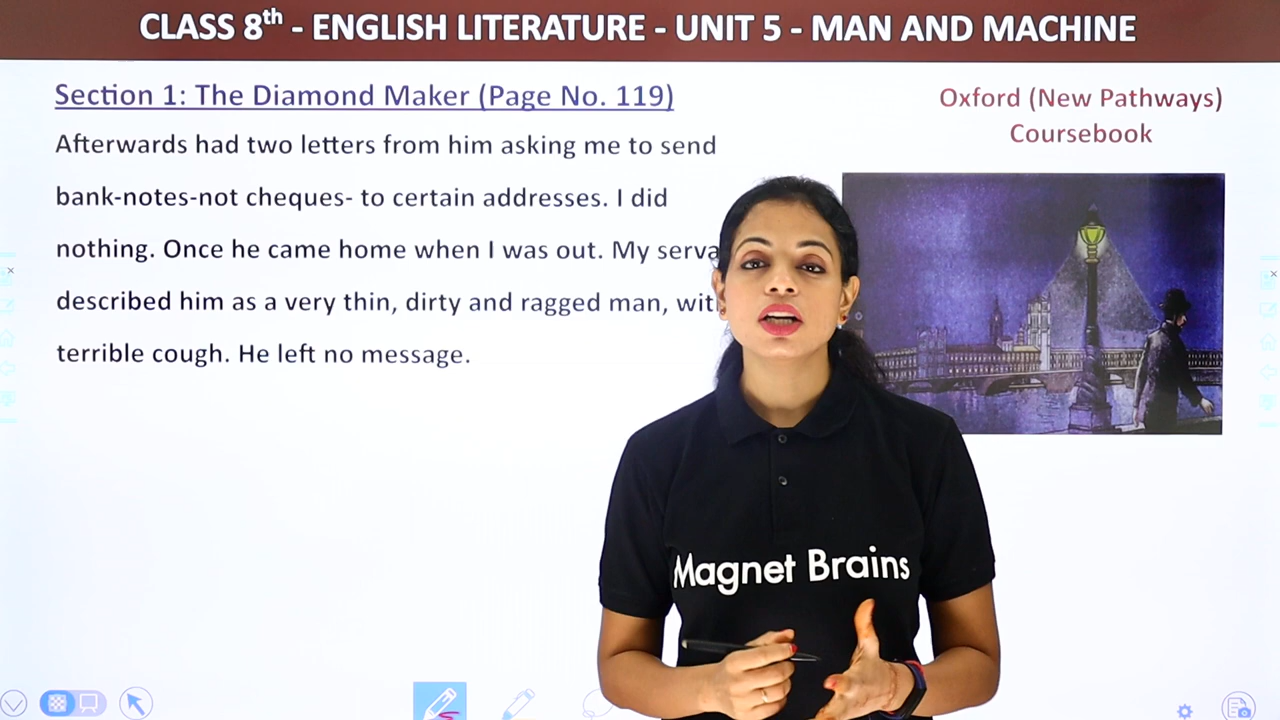 CLASS 8th - ENGLISH LITERATURE - UNIT 5 - MAN AND MACHINE
Section 1: The Diamond Maker (Page No. 119)
Oxford (New Pathways)
Coursebook
Afterwards had two letters from him asking me to send
bank-notes-not cheques- to certain addresses. I did
nothing. Once he came home when I was out. My serva
described him as a very thin, dirty and ragged man, wit
terrible cough. He left no message.
Magnet Brains